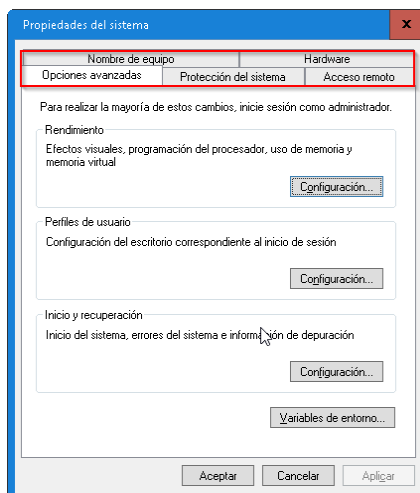 Propiedades del sistema
Nombre de equipo Hardware
Opciones avanzadas Protección del sistema Acceso remoto
Para realizar la mayoría de estos cambios, inicie sesión como administrador.
Rendimiento
Efectos visuales, programación del procesador, uso de memoria y
memoria virtual
Configuración...
Perfiles de usuario
Configuración del escritorio correspondiente al inicio de sesión
Configuración...
Inicio y recuperación
Inicio del sistema, errores del sistema e información de depuración
Configuración...
Variables de entorno...
Aceptar Cancelar Aplicar